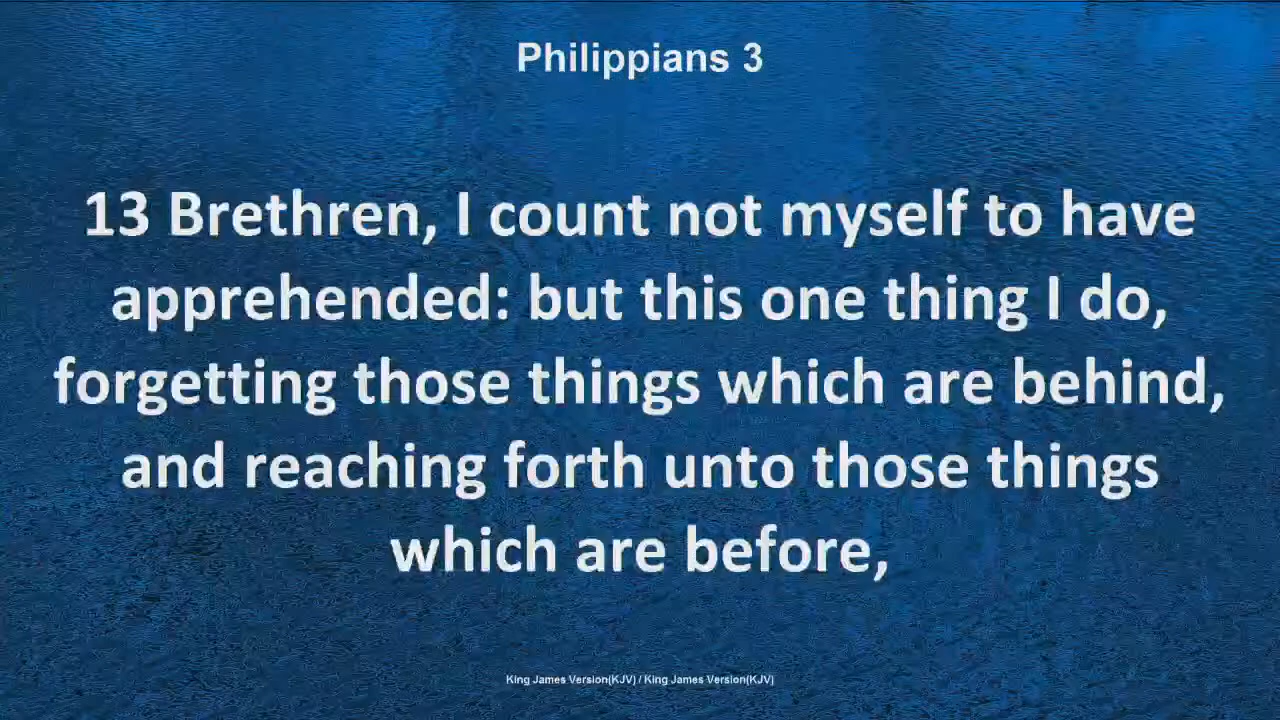 Philippians 3
13 Brethren, I count not myself to have
apprehended: but this one thing I do,
forgetting those things which are behind,
and reaching forth unto those things
which are before,
King James Version(KJV) / King James Version(KJV)